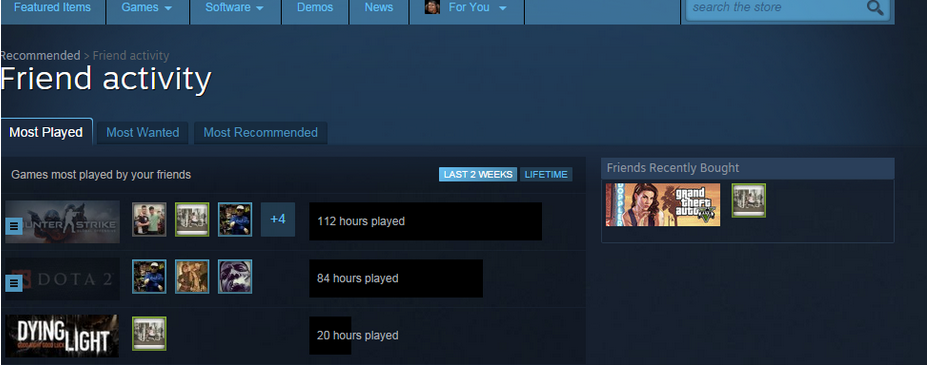 Featured Items Games Software Demos News For You search the store
Recommended > Friend activity
Friend activity
Most Played Most Wanted Most Recommended
Games most played by your friends LAST 2 WEEKS LIFETIME
Friends Recently Bought
COUNTER STRIKE +4 112 hours played
grand theft auto V
DOTA 2 84 hours played
DYING LIGHT 20 hours played